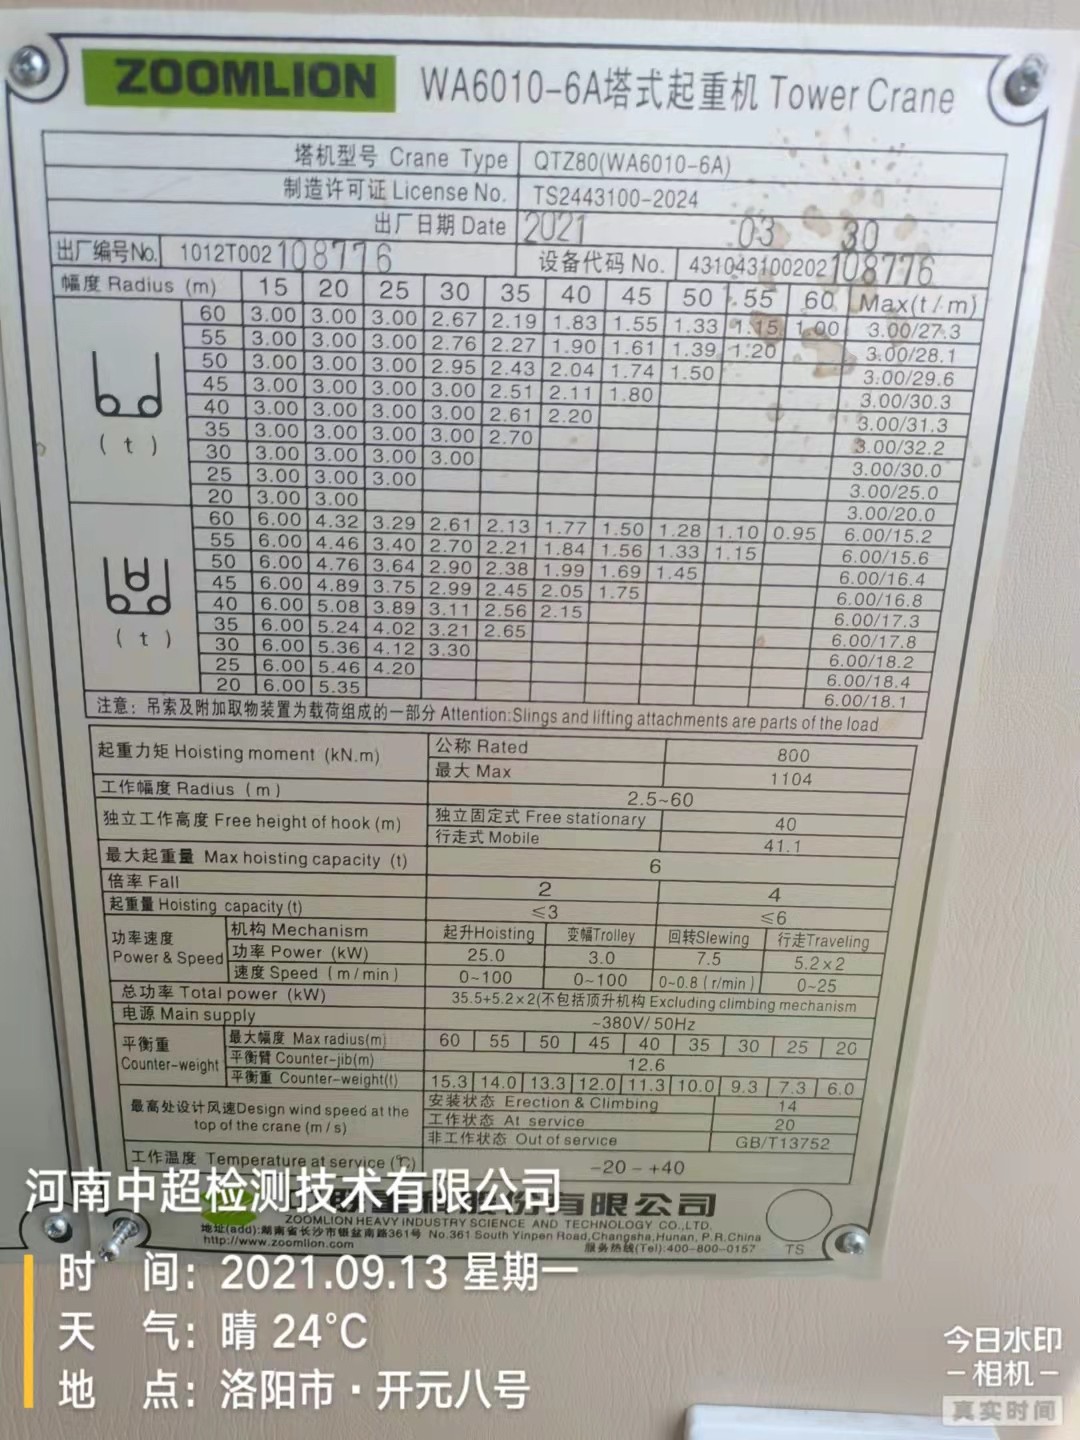 ZOOMLION WA6010-6A塔式起重机 Tower Crane
塔机型号 Crane Type QTZ80(WA6010-6A)
制造许可证 License No. TS2443100-2024
出厂日期 Date 2021 03 30
出厂编号No. 1012T002108776 设备代码 No. 431043100202108776
幅度 Radius (m) 15 20 25 30 35 40 45 50 55 60 Max(t/m)
60 3.00 3.00 3.00 2.67 2.19 1.83 1.55 1.33 1.15 1.00 3.00/27.3
55 3.00 3.00 3.00 2.76 2.27 1.90 1.61 1.39 1.20 3.00/28.1
50 3.00 3.00 3.00 2.95 2.43 2.04 1.74 1.50 3.00/29.6
45 3.00 3.00 3.00 3.00 2.51 2.11 1.80 3.00/30.3
40 3.00 3.00 3.00 3.00 2.61 2.20 3.00/31.3
35 3.00 3.00 3.00 3.00 2.70 3.00/32.2
30 3.00 3.00 3.00 3.00 3.00/30.0
25 3.00 3.00 3.00 3.00/25.0
20 3.00 3.00 3.00/20.0
(t)
60 6.00 4.32 3.29 2.61 2.13 1.77 1.50 1.28 1.10 0.95 6.00/15.2
55 6.00 4.46 3.40 2.70 2.21 1.84 1.56 1.33 1.15 6.00/15.6
50 6.00 4.76 3.64 2.90 2.38 1.99 1.69 1.45 6.00/16.4
45 6.00 4.89 3.75 2.99 2.45 2.05 1.75 6.00/16.8
40 6.00 5.08 3.89 3.11 2.56 2.15 6.00/17.3
35 6.00 5.24 4.02 3.21 2.65 6.00/17.8
30 6.00 5.36 4.12 3.30 6.00/18.2
25 6.00 5.46 4.20 6.00/18.4
20 6.00 5.35 6.00/18.1
(t)
注意: 吊索及附加取物装置为载荷组成的一部分 Attention:Slings and lifting attachments are parts of the load
起重力矩 Hoisting moment (kN.m) 公称 Rated 800
最大 Max 1104
工作幅度 Radius (m) 2.5~60
独立工作高度 Free height of hook (m) 独立固定式 Free stationary 40
行走式 Mobile 41.1
最大起重量 Max hoisting capacity (t) 6
倍率 Fall 2 4
起重量 Hoisting capacity (t) ≤3 ≤6
功率速度 Power & Speed 机构 Mechanism 起升Hoisting 变幅Trolley 回转Slewing 行走Traveling
功率 Power (kW) 25.0 3.0 7.5 5.2×2
速度 Speed (m/min) 0~100 0~100 0~0.8 (r/min) 0~25
总功率 Total power (kW) 35.5+5.2×2(不包括顶升机构 Excluding climbing mechanism
电源 Main supply ~380V/ 50Hz
平衡重 Counter-weight 最大幅度 Max radius(m) 60 55 50 45 40 35 30 25 20
平衡臂 Counter-jib(m) 12.6
平衡重 Counter-weight(t) 15.3 14.0 13.3 12.0 11.3 10.0 9.3 7.3 6.0
最高处设计风速Design wind speed at the top of the crane (m/s) 安装状态 Erection & Climbing 14
工作状态 At service 20
非工作状态 Out of service GB/T13752
工作温度 Temperature at service (℃) -20 - +40
有限公司
ZOOMLION HEAVY INDUSTRY SCIENCE AND TECHNOLOGY CO.,LTD.
地址(add):湖南省长沙市银盆南路361号 No.361 South Yinpen Road,Changsha,Hunan, P.R.China
http://www.zoomlion.com 服务热线(Tel):400-800-0157
TS
河南中超检测技术有限公司
时 间: 2021.09.13 星期一
天 气: 晴 24℃
地 点: 洛阳市·开元八号
今日水印
-相机-
真实时间